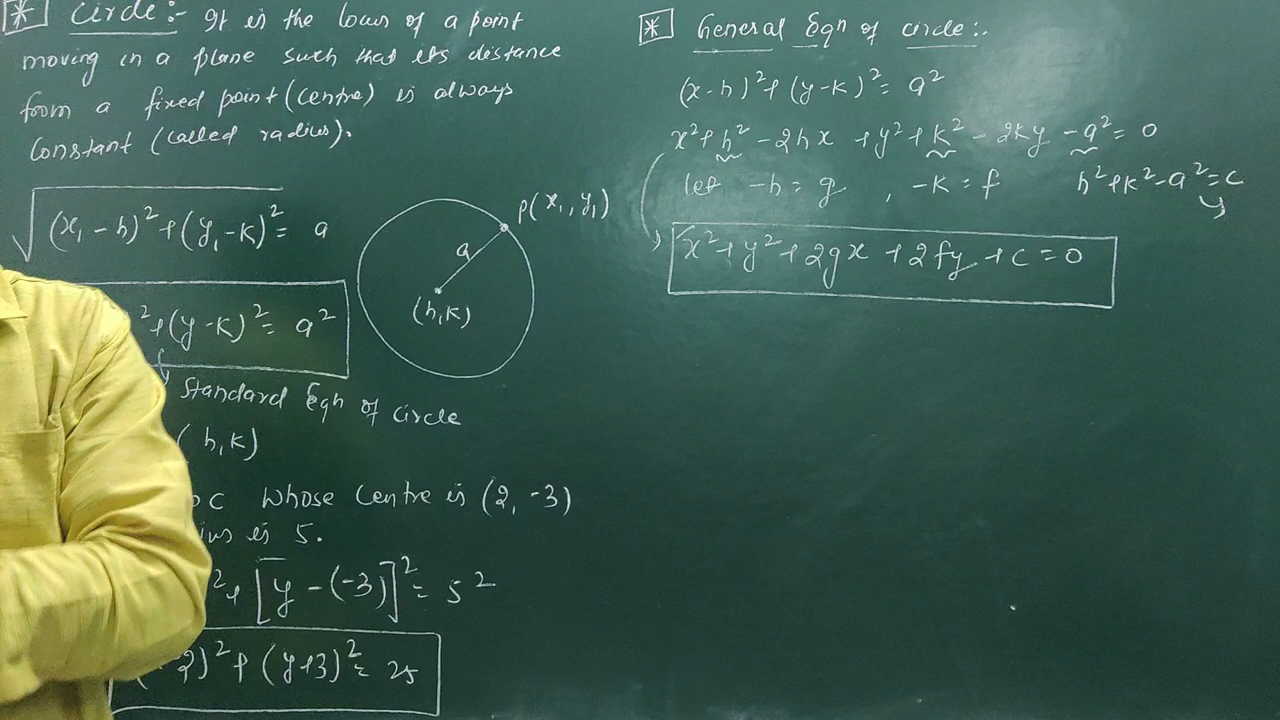 * Circle:- It is the locus of a point
moving in a plane such that its distance
from a fixed point (centre) is always
constant (called radius).
√(x₁-h)²+(y₁-k)² = a
²+(y-k)² = a²
Standard Eqn of circle
(h,k)
OC whose centre is (2, -3)
ius is 5.
²+[y-(-3)]² = 5²
-2)²+(y+3)² = 25
P(x₁, y₁)
a
(h,k)
* General Eqn of circle:-
(x-h)²+(y-k)² = a²
x²+h²-2hx+y²+k²-2ky-a² = 0
let -h = g , -k = f h²+k²-a² = c
x²+y²+2gx+2fy+c = 0